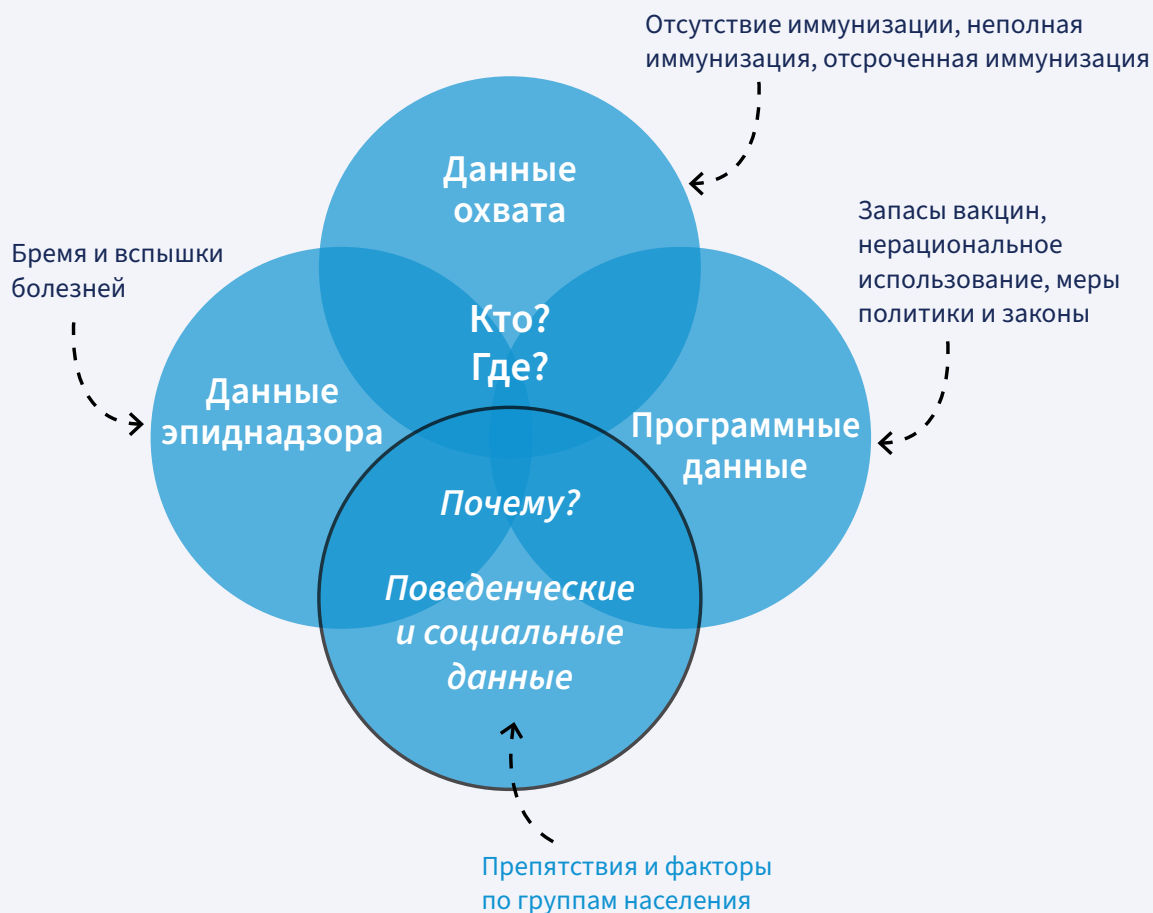 Отсутствие иммунизации, неполная
иммунизация, отсроченная иммунизация
Данные
охвата
Запасы вакцин,
нерациональное
использование, меры
политики и законы
Бремя и вспышки
болезней
Кто?
Где?
Данные
эпиднадзора
Программные
данные
Почему?
Поведенческие
и социальные
данные
Препятствия и факторы
по группам населения